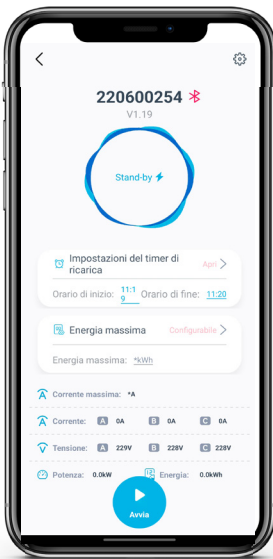 220600254
V1.19
Stand-by
Impostazioni del timer di
ricarica
Apri
Orario di inizio: 11:1
9
Orario di fine: 11:20
Energia massima Configurabile
Energia massima: *kWh
Corrente massima: *A
Corrente: A 0A B 0A C 0A
Tensione: A 229V B 228V C 228V
Potenza: 0.0kW Energia: 0.0kWh
Avvia